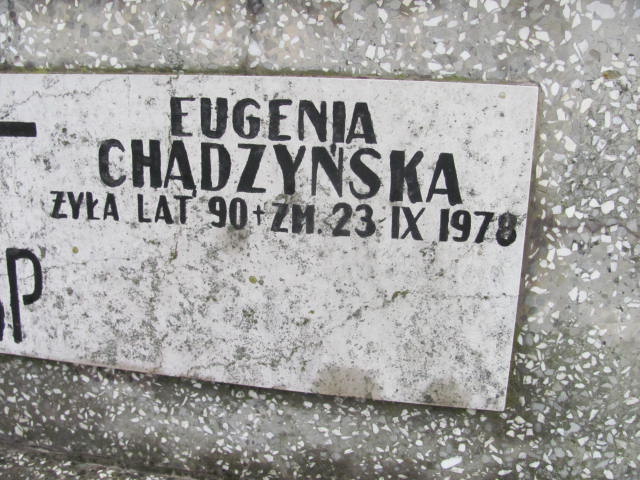 EUGENIA
CHĄDZYŃSKA
ŻYŁA LAT 90 + ZM 23 IX 1978
P